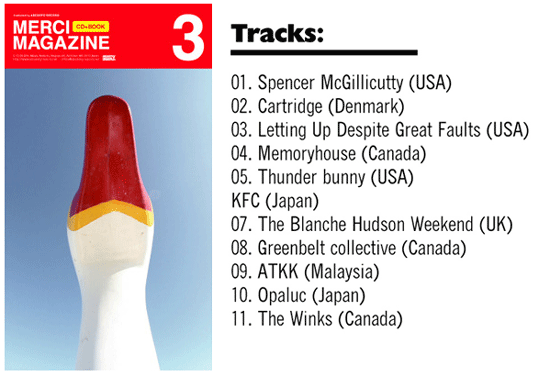 MERCI
CD+BOOK
MAGAZINE
3
Tracks:
01. Spencer McGillicutty (USA)
02. Cartridge (Denmark)
03. Letting Up Despite Great Faults (USA)
04. Memoryhouse (Canada)
05. Thunder bunny (USA)
KFC (Japan)
07. The Blanche Hudson Weekend (UK)
08. Greenbelt collective (Canada)
09. ATKK (Malaysia)
10. Opaluc (Japan)
11. The Winks (Canada)